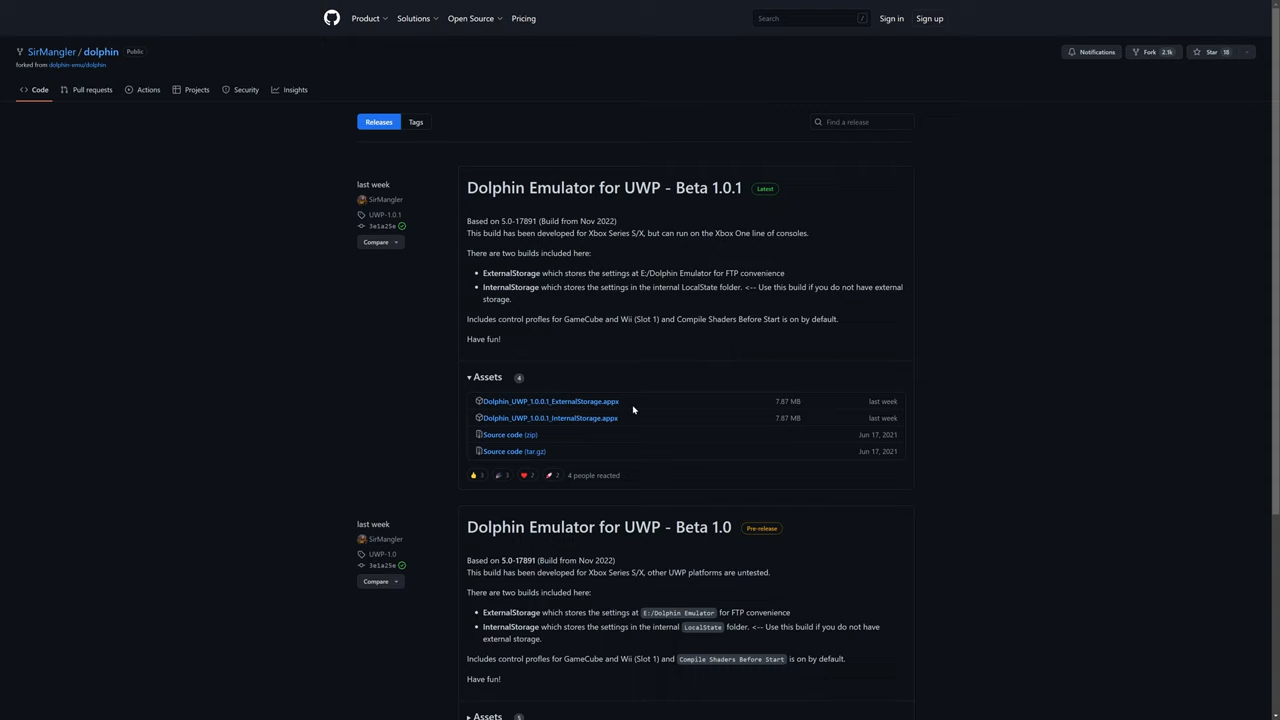 Product Solutions Open Source Pricing Search / Sign in Sign up
SirMangler / dolphin Public Notifications Fork 2.1k Star 18
forked from dolphin-emu/dolphin
Code Pull requests Actions Projects Security Insights
Releases Tags Find a release
last week
SirMangler
UWP-1.0.1
3e1a25e
Compare
Dolphin Emulator for UWP - Beta 1.0.1 Latest
Based on 5.0-17891 (Build from Nov 2022)
This build has been developed for Xbox Series S/X, but can run on the Xbox One line of consoles.
There are two builds included here:
ExternalStorage which stores the settings at E:/Dolphin Emulator for FTP convenience
InternalStorage which stores the settings in the internal LocalState folder. <-- Use this build if you do not have external
storage.
Includes control profles for GameCube and Wii (Slot 1) and Compile Shaders Before Start is on by default.
Have fun!
Assets 4
Dolphin_UWP_1.0.0.1_ExternalStorage.appx 7.87 MB last week
Dolphin_UWP_1.0.0.1_InternalStorage.appx 7.87 MB last week
Source code (zip) Jun 17, 2021
Source code (tar.gz) Jun 17, 2021
3 3 2 2 4 people reacted
last week
SirMangler
UWP-1.0
3e1a25e
Compare
Dolphin Emulator for UWP - Beta 1.0 Pre-release
Based on 5.0-17891 (Build from Nov 2022)
This build has been developed for Xbox Series S/X, other UWP platforms are untested.
There are two builds included here:
ExternalStorage which stores the settings at E:/Dolphin Emulator for FTP convenience
InternalStorage which stores the settings in the internal LocalState folder. <-- Use this build if you do not have
external storage.
Includes control profles for GameCube and Wii (Slot 1) and Compile Shaders Before Start is on by default.
Have fun!
Assets 5